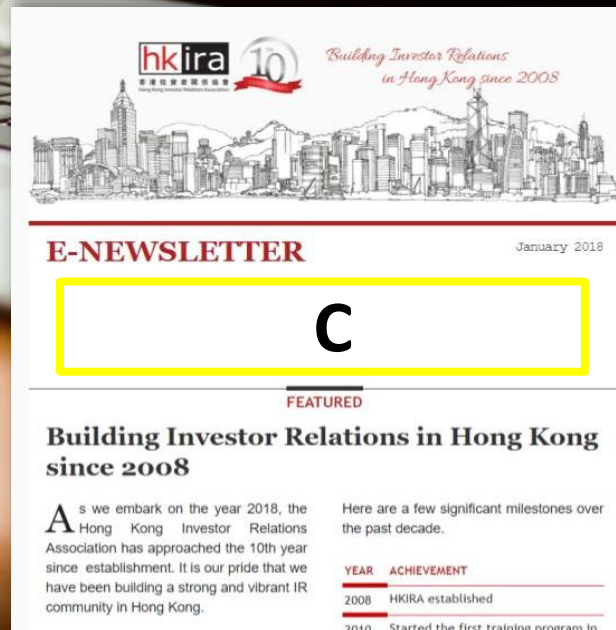 hkira
香港投資者關係協會
Hong Kong Investor Relations Association
10
Building Investor Relations
in Hong Kong since 2008
E-NEWSLETTER
January 2018
C
FEATURED
Building Investor Relations in Hong Kong
since 2008
As we embark on the year 2018, the
Hong Kong Investor Relations
Association has approached the 10th year
since establishment. It is our pride that we
have been building a strong and vibrant IR
community in Hong Kong.
Here are a few significant milestones over
the past decade.
YEAR ACHIEVEMENT
2008 HKIRA established
2010 Started the first training program in